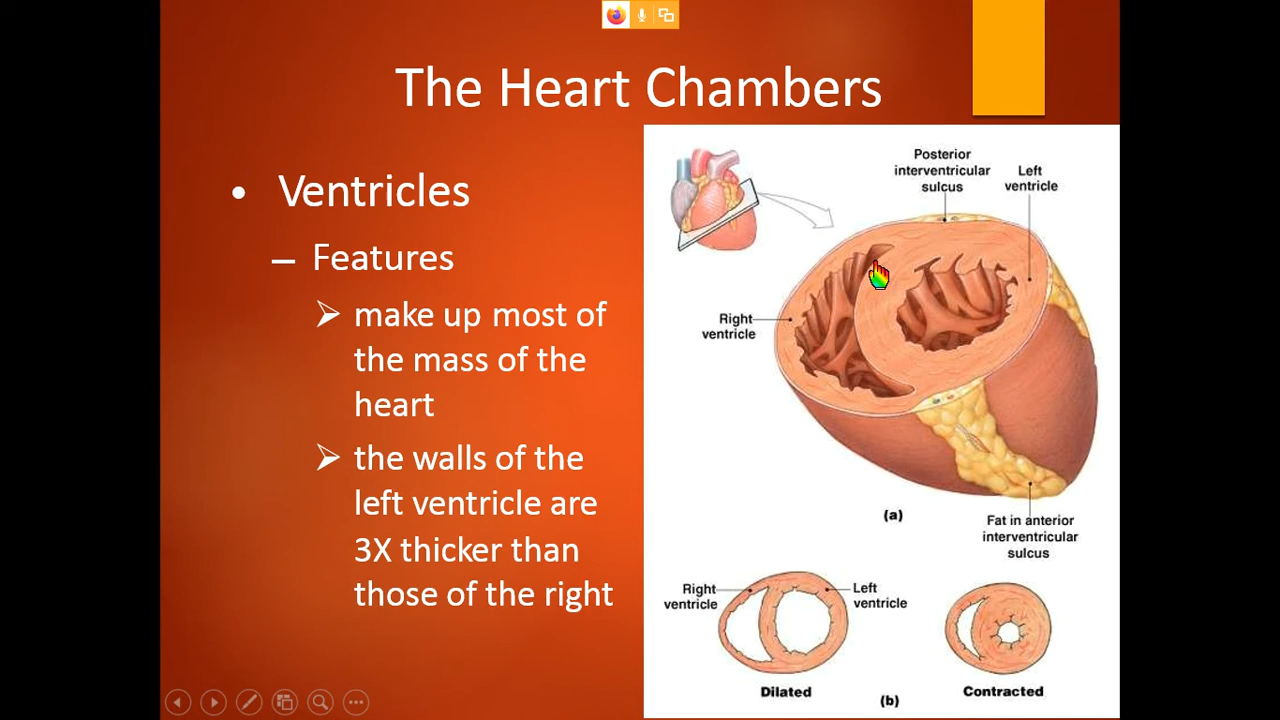 The Heart Chambers
• Ventricles
– Features
➢ make up most of
the mass of the
heart
➢ the walls of the
left ventricle are
3X thicker than
those of the right
Posterior
interventricular
sulcus
Left
ventricle
Right
ventricle
(a)
Fat in anterior
interventricular
sulcus
Right
ventricle
Left
ventricle
Dilated
(b)
Contracted